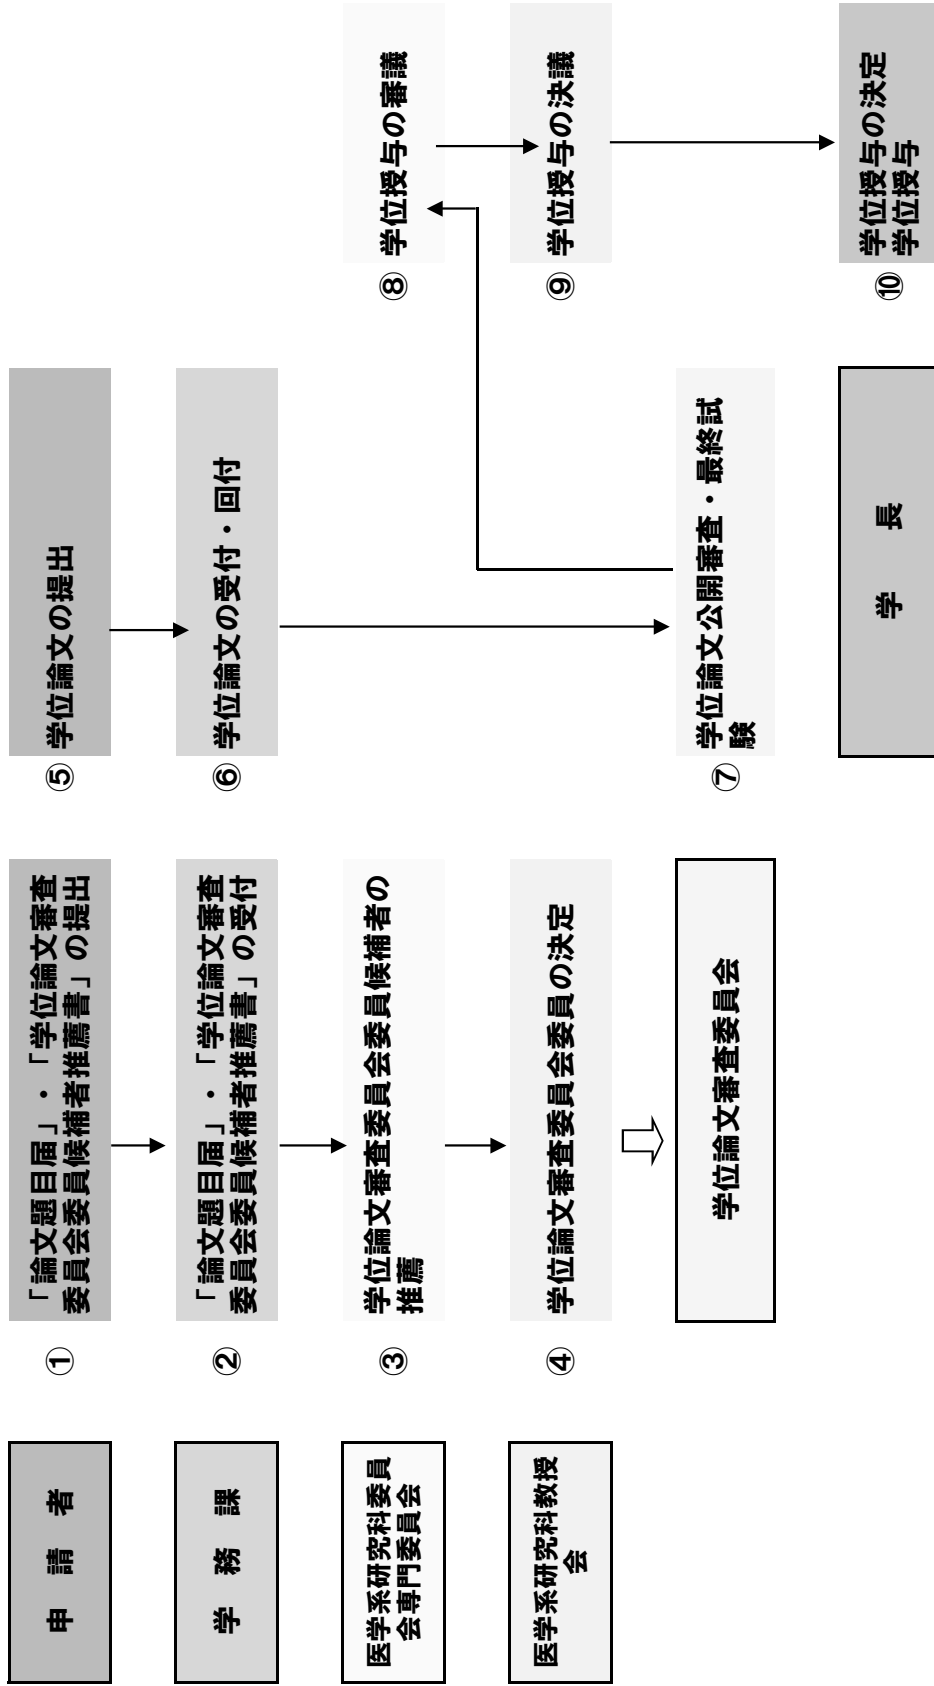 申請者
①
「論文題目届」・「学位論文審査
委員会委員候補者推薦書」の提出
⑤
学位論文の提出
学務課
②
「論文題目届」・「学位論文審査
委員会委員候補者推薦書」の受付
⑥
学位論文の受付・回付
医学系研究科委員
会専門委員会
③
学位論文審査委員会委員候補者の
推薦
⑧
学位授与の審議
医学系研究科教授
会
④
学位論文審査委員会委員の決定
⑨
学位授与の決議
学位論文審査委員会
⑦
学位論文公開審査・最終試
験
学長
⑩
学位授与の決定
学位授与